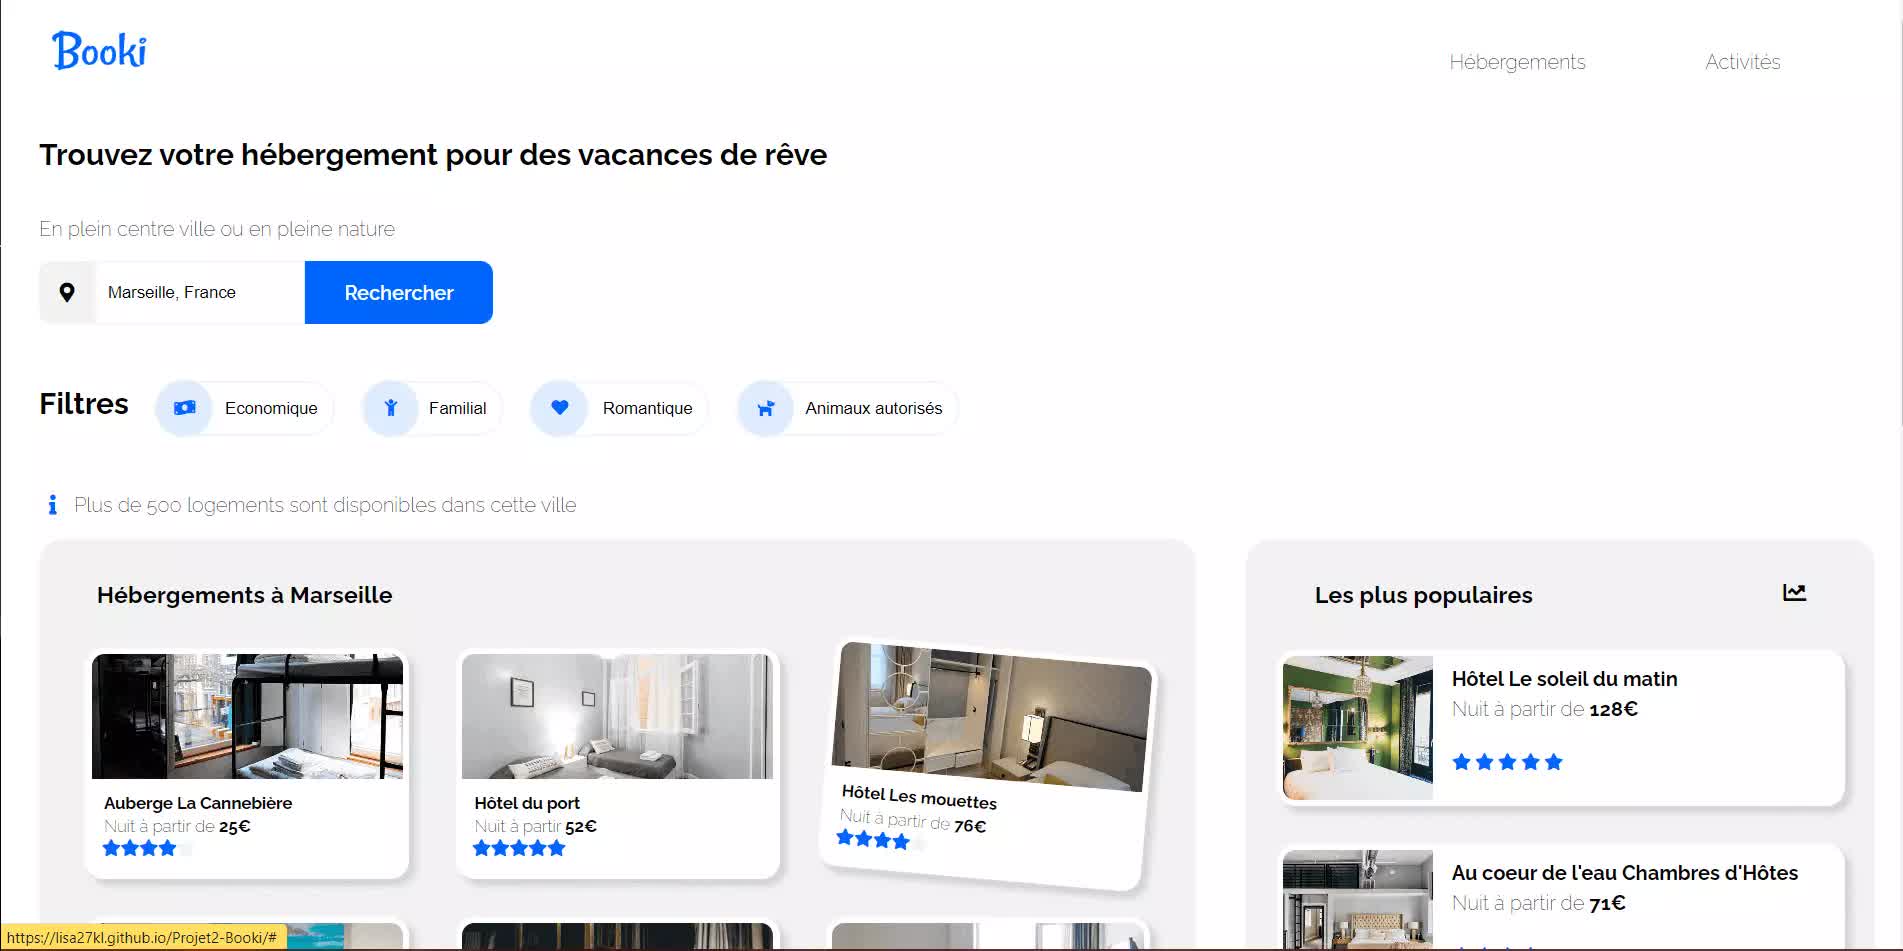 Booki
Hébergements
Activités
Trouvez votre hébergement pour des vacances de rêve
En plein centre ville ou en pleine nature
Marseille, France
Rechercher
Filtres
Economique
Familial
Romantique
Animaux autorisés
Plus de 500 logements sont disponibles dans cette ville
Hébergements à Marseille
Auberge La Cannebière
Nuit à partir de 25€
Hôtel du port
Nuit à partir 52€
Hôtel Les mouettes
Nuit à partir de 76€
Les plus populaires
Hôtel Le soleil du matin
Nuit à partir de 128€
Au coeur de l'eau Chambres d'Hôtes
Nuit à partir de 71€
https://lisa27kl.github.io/Projet2-Booki/#